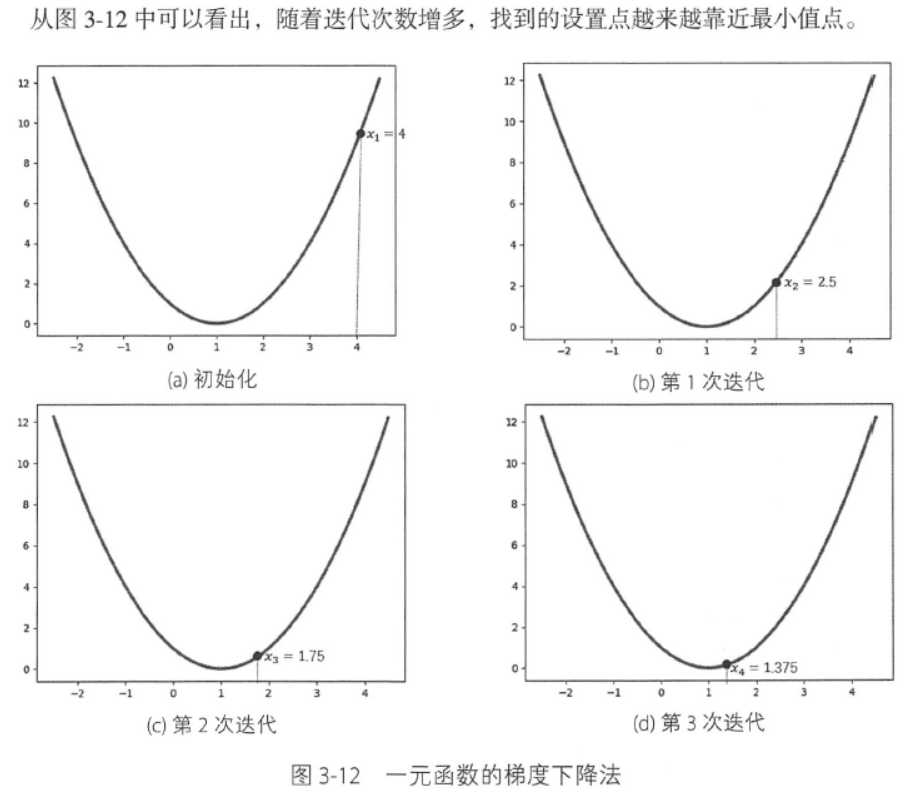 从图 3-12 中可以看出，随着迭代次数增多，找到的设置点越来越靠近最小值点。
12
10
8
6
4
2
0
-2 -1 0 1 2 3 4
x₁ = 4
(a) 初始化
12
10
8
6
4
2
0
-2 -1 0 1 2 3 4
x₂ = 2.5
(b) 第 1 次迭代
12
10
8
6
4
2
0
-2 -1 0 1 2 3 4
x₃ = 1.75
(c) 第 2 次迭代
12
10
8
6
4
2
0
-2 -1 0 1 2 3 4
x₄ = 1.375
(d) 第 3 次迭代
图 3-12 一元函数的梯度下降法